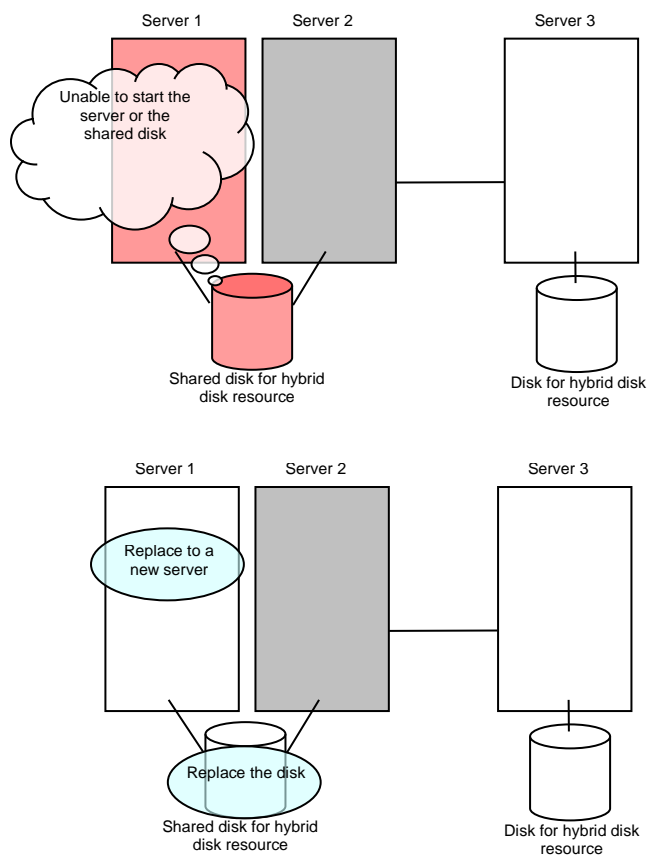 Server 1
Server 2
Server 3
Unable to start the
server or the
shared disk
Shared disk for hybrid
disk resource
Disk for hybrid disk
resource
Server 1
Server 2
Server 3
Replace to a
new server
Replace the disk
Shared disk for hybrid
disk resource
Disk for hybrid disk
resource